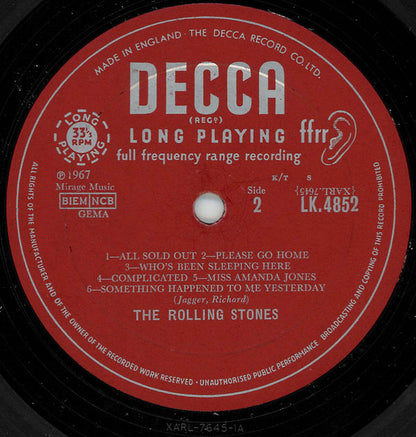 MADE IN ENGLAND · THE DECCA RECORD CO. LTD.
DECCA
(REGD)
LONG PLAYING ffrr
full frequency range recording
LONG 33⅓ RPM PLAYING
K/T S
℗ 1967
Mirage Music
BIEM NCB
GEMA
Side
2
{XARL.7645}
LK.4852
1—ALL SOLD OUT 2—PLEASE GO HOME
3—WHO'S BEEN SLEEPING HERE
4—COMPLICATED 5—MISS AMANDA JONES
6—SOMETHING HAPPENED TO ME YESTERDAY
(Jagger, Richard)
THE ROLLING STONES
ALL RIGHTS OF THE MANUFACTURER AND OF THE OWNER OF THE RECORDED WORK RESERVED · UNAUTHORISED PUBLIC PERFORMANCE BROADCASTING AND COPYING OF THIS RECORD PROHIBITED
XARL-7645-1A